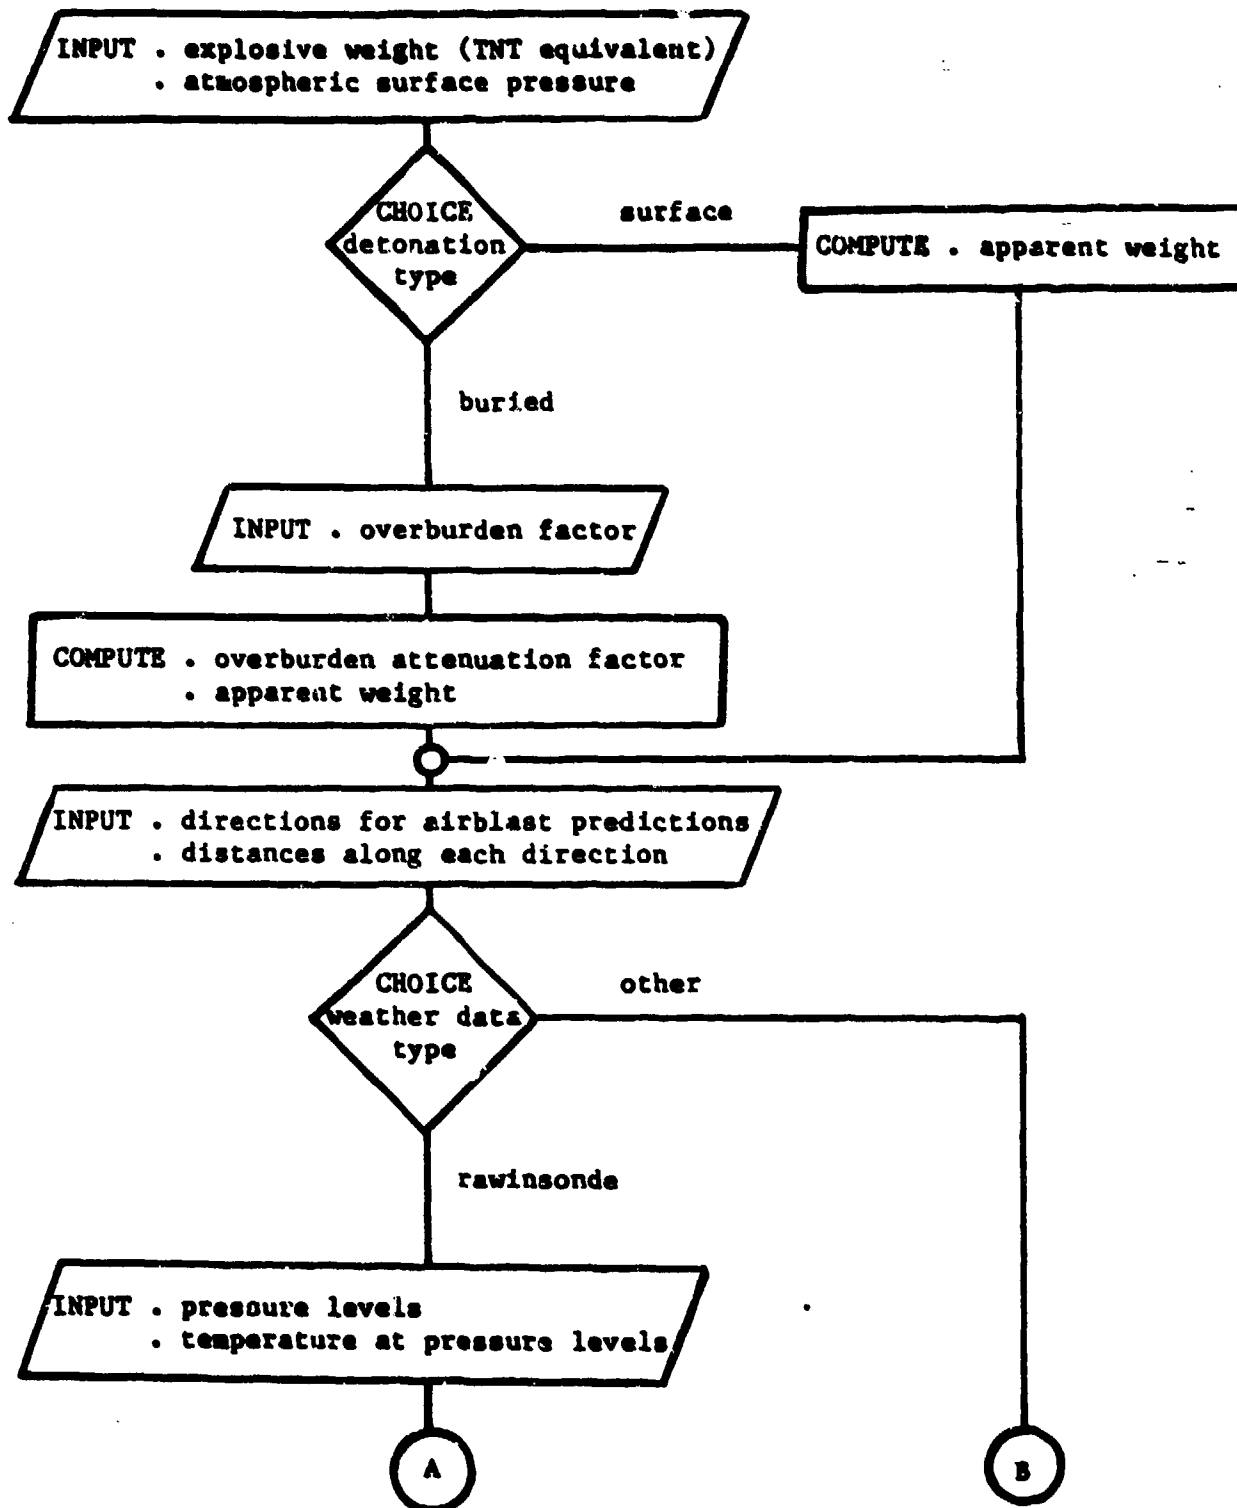 INPUT . explosive weight (TNT equivalent)
. atmospheric surface pressure
CHOICE
detonation
type
surface
COMPUTE . apparent weight
buried
INPUT . overburden factor
COMPUTE . overburden attenuation factor
. apparent weight
INPUT . directions for airblast predictions
. distances along each direction
CHOICE
weather data
type
other
rawinsonde
INPUT . pressure levels
. temperature at pressure levels
A
B